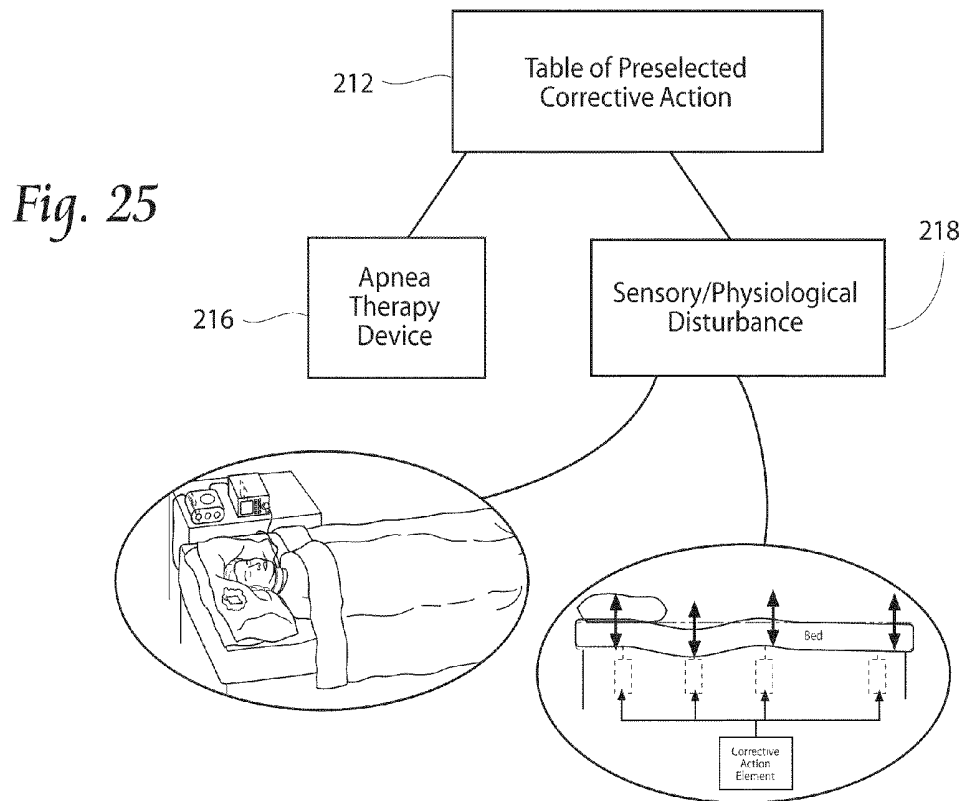 Table of Preselected
Corrective Action
212
Fig. 25
218
Apnea
Therapy
Device
216
Sensory/Physiological
Disturbance
Bed
Corrective
Action
Element